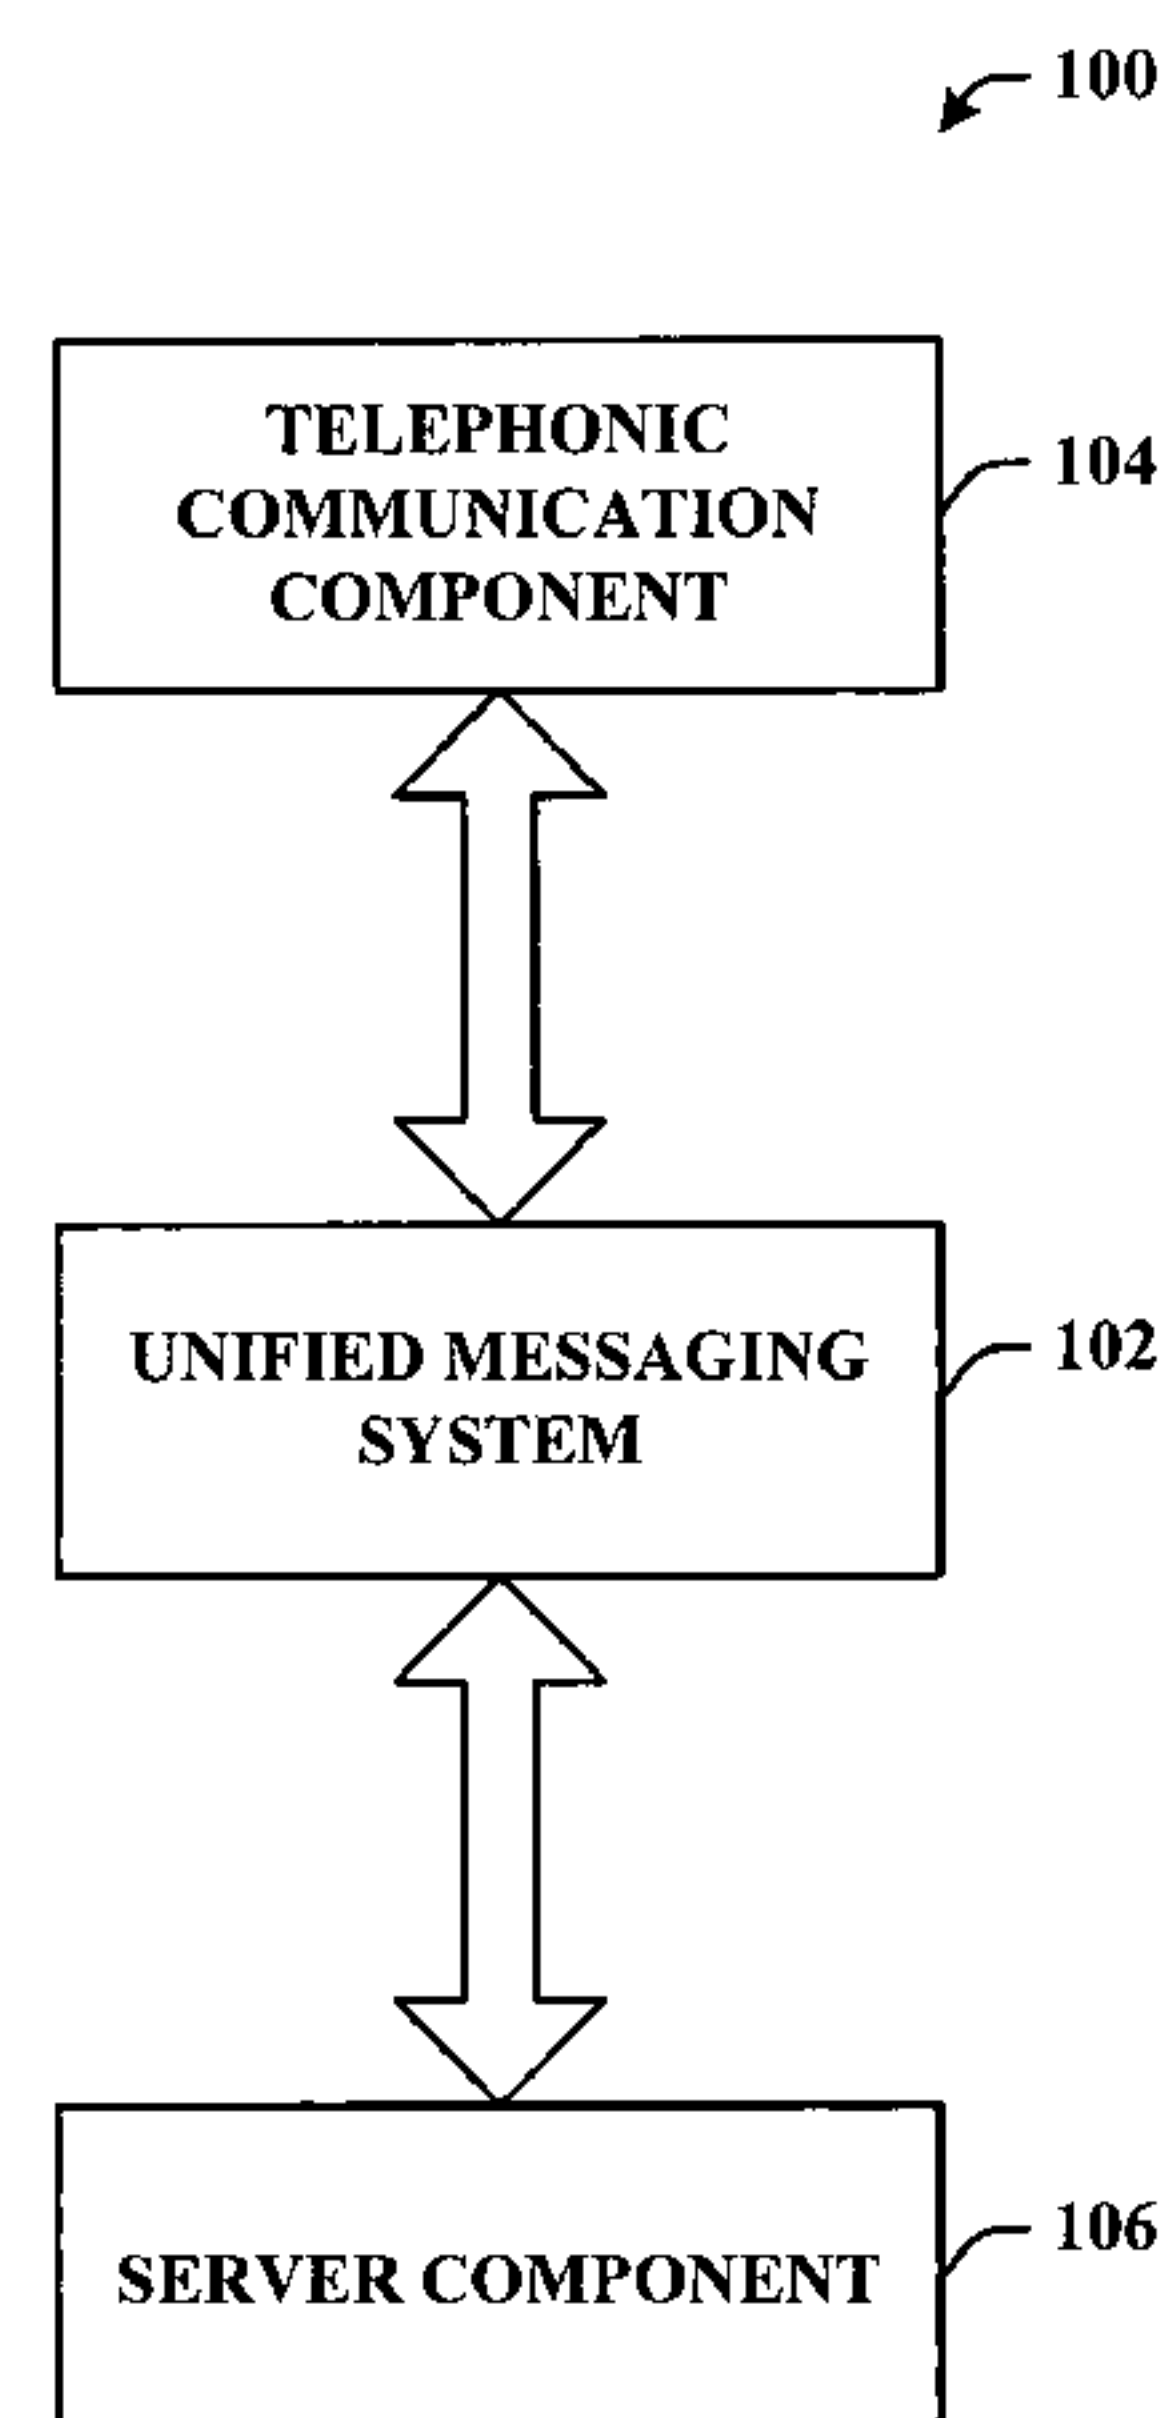 100
TELEPHONIC
COMMUNICATION
COMPONENT
104
UNIFIED MESSAGING
SYSTEM
102
SERVER COMPONENT
106